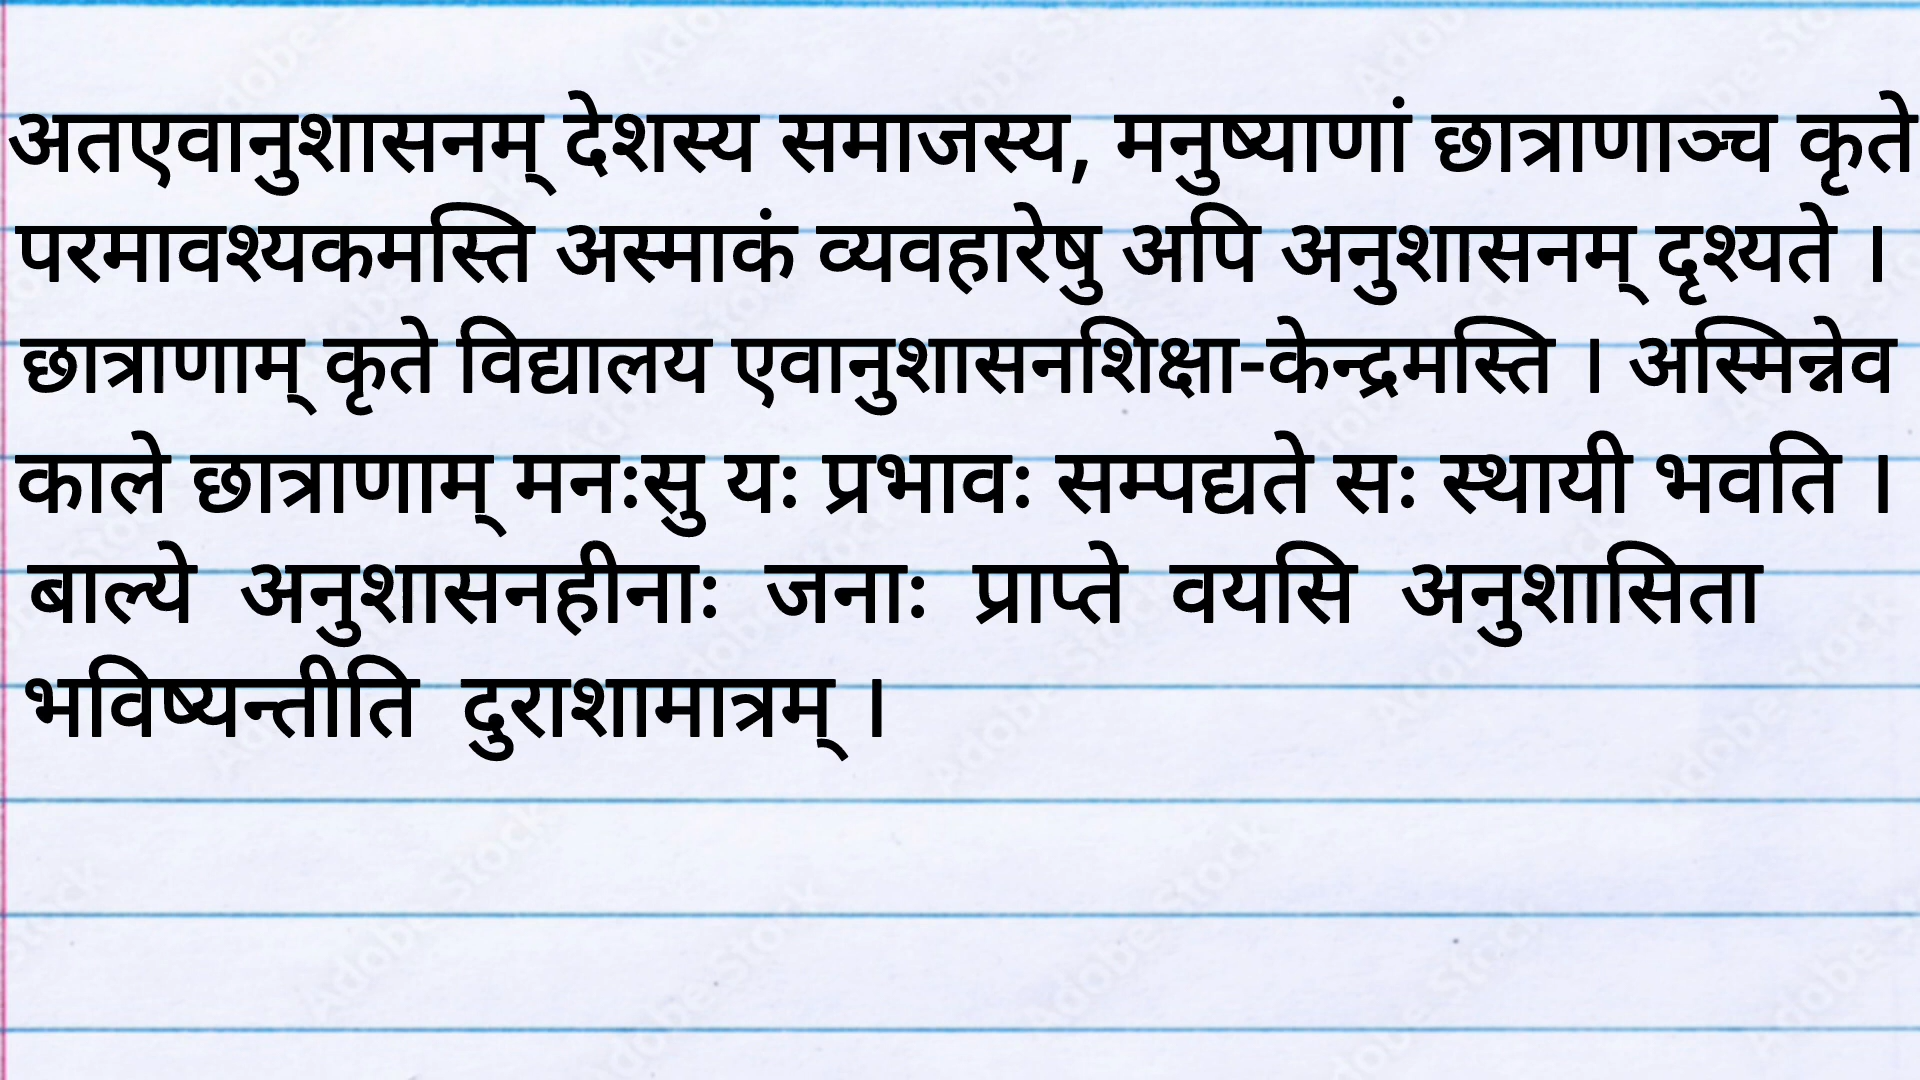 अतएवानुशासनम् देशस्य समाजस्य, मनुष्याणां छात्राणाञ्च कृते
परमावश्यकमस्ति अस्माकं व्यवहारेषु अपि अनुशासनम् दृश्यते ।
छात्राणाम् कृते विद्यालय एवानुशासनशिक्षा-केन्द्रमस्ति । अस्मिन्नेव
काले छात्राणाम् मनःसु यः प्रभावः सम्पद्यते सः स्थायी भवति ।
बाल्ये अनुशासनहीनाः जनाः प्राप्ते वयसि अनुशासिता
भविष्यन्तीति दुराशामात्रम् ।